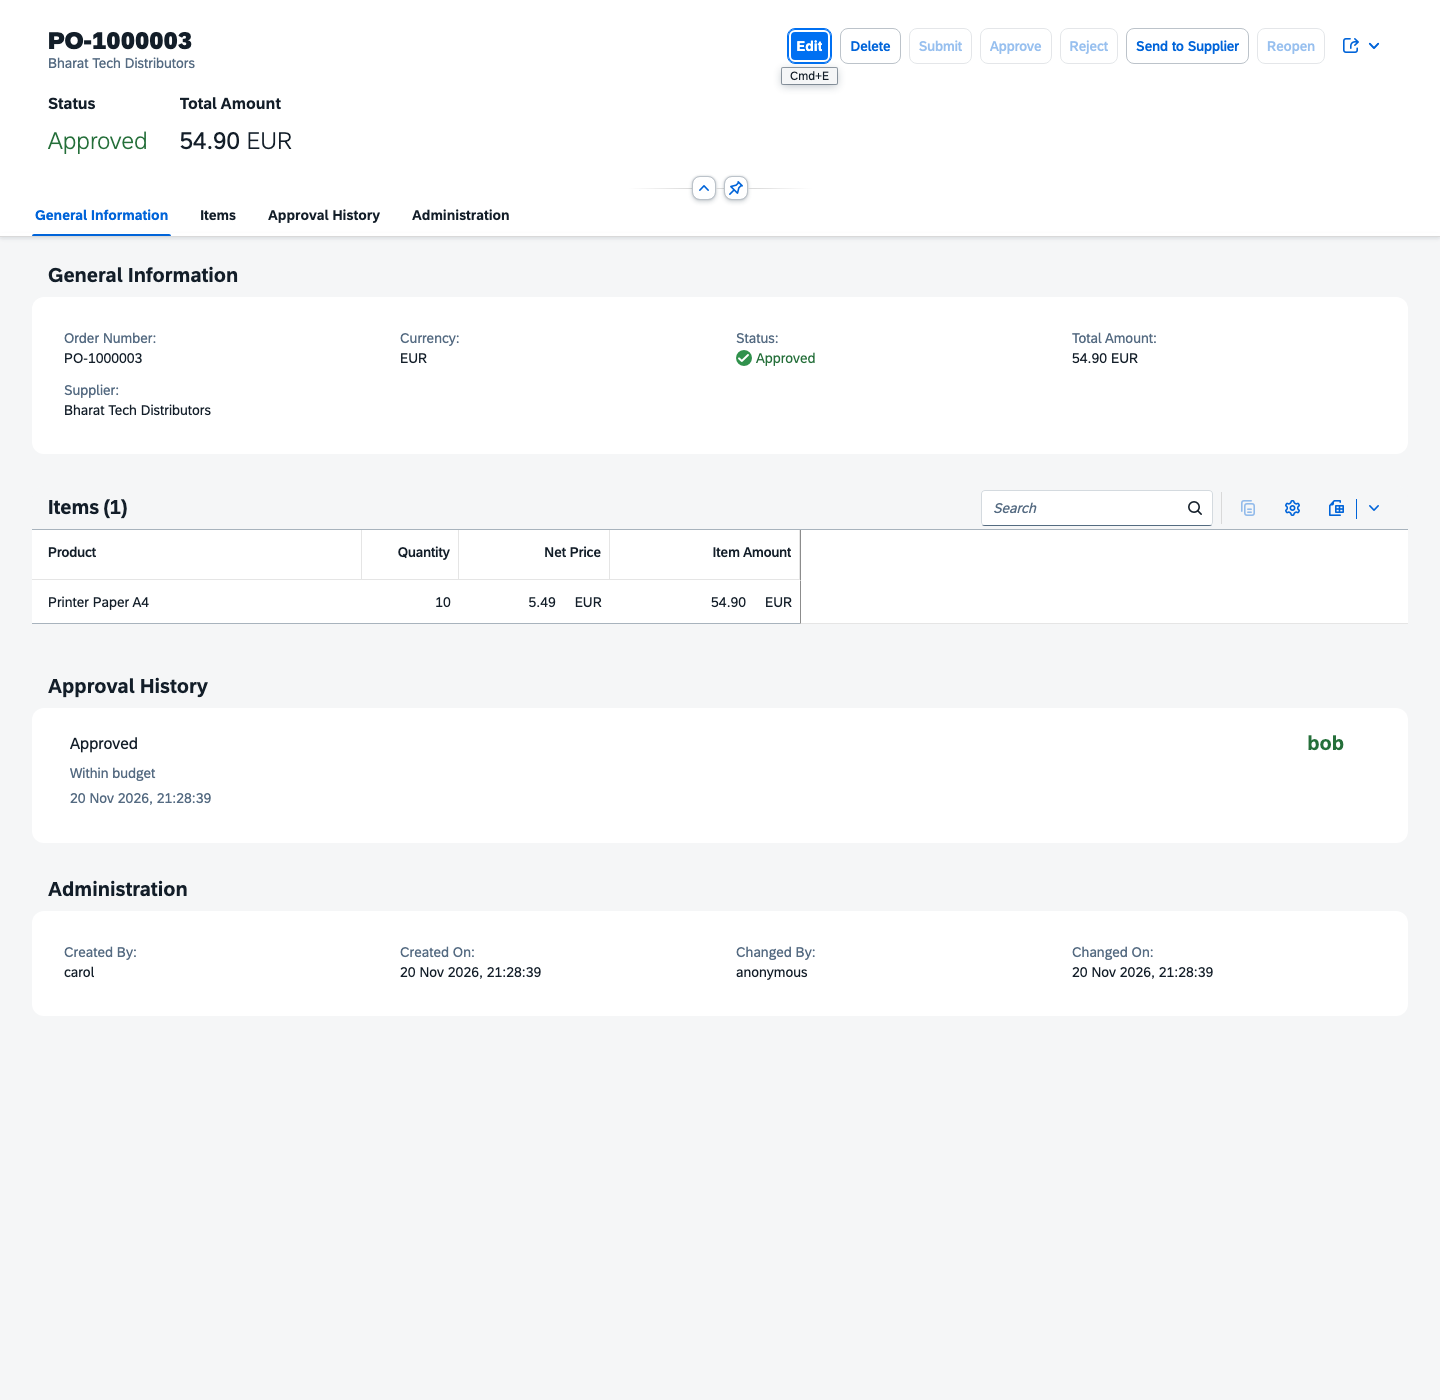 PO-1000003
Bharat Tech Distributors
Edit Delete Submit Approve Reject Send to Supplier Reopen
Cmd+E
Status Total Amount
Approved 54.90 EUR
General Information Items Approval History Administration
General Information
Order Number: Currency: Status: Total Amount:
PO-1000003 EUR Approved 54.90 EUR
Supplier:
Bharat Tech Distributors
Items (1) Search
Product Quantity Net Price Item Amount
Printer Paper A4 10 5.49 EUR 54.90 EUR
Approval History
Approved bob
Within budget
20 Nov 2026, 21:28:39
Administration
Created By: Created On: Changed By: Changed On:
carol 20 Nov 2026, 21:28:39 anonymous 20 Nov 2026, 21:28:39